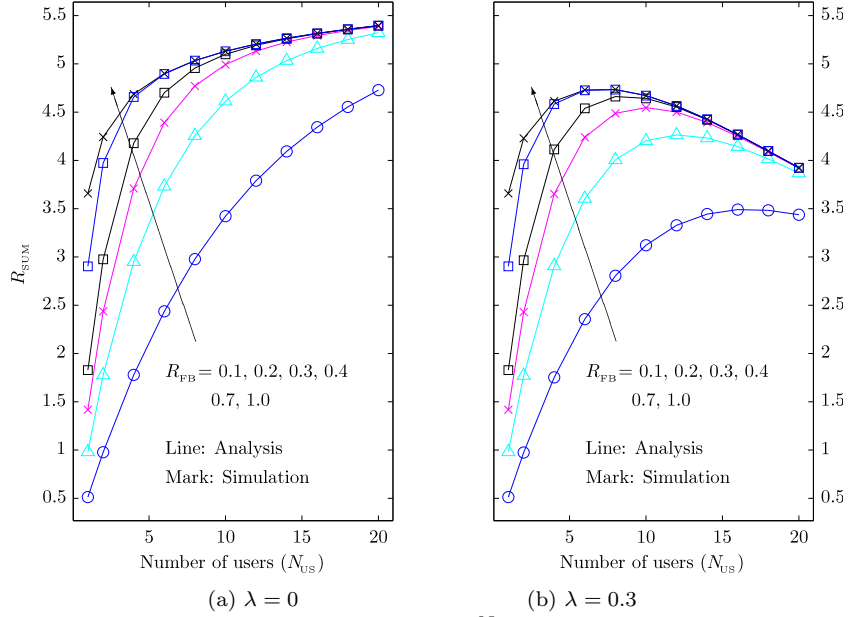 5.5 5 4.5 4 3.5 3 2.5 2 1.5 1 0.5
R_SUM
R_FB = 0.1, 0.2, 0.3, 0.4
0.7, 1.0
Line: Analysis
Mark: Simulation
5 10 15 20
Number of users (N_US)
(a) λ = 0
5.5 5 4.5 4 3.5 3 2.5 2 1.5 1 0.5
R_FB = 0.1, 0.2, 0.3, 0.4
0.7, 1.0
Line: Analysis
Mark: Simulation
5 10 15 20
Number of users (N_US)
(b) λ = 0.3